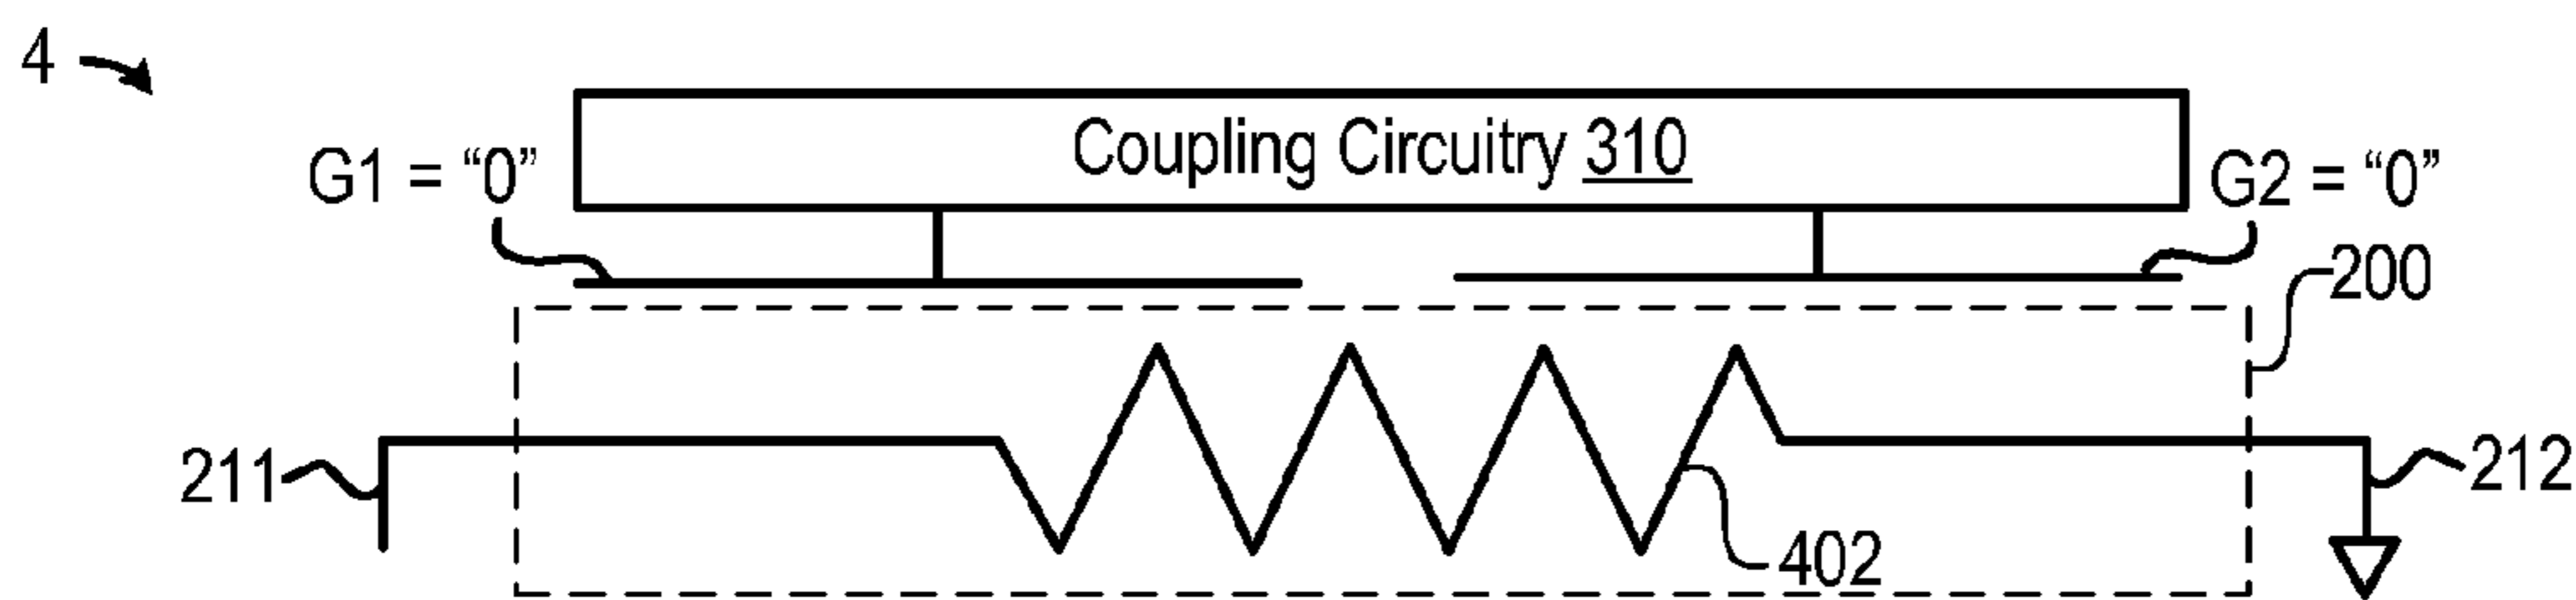 4
Coupling Circuitry 310
G1 = “0”
G2 = “0”
200
211
212
402